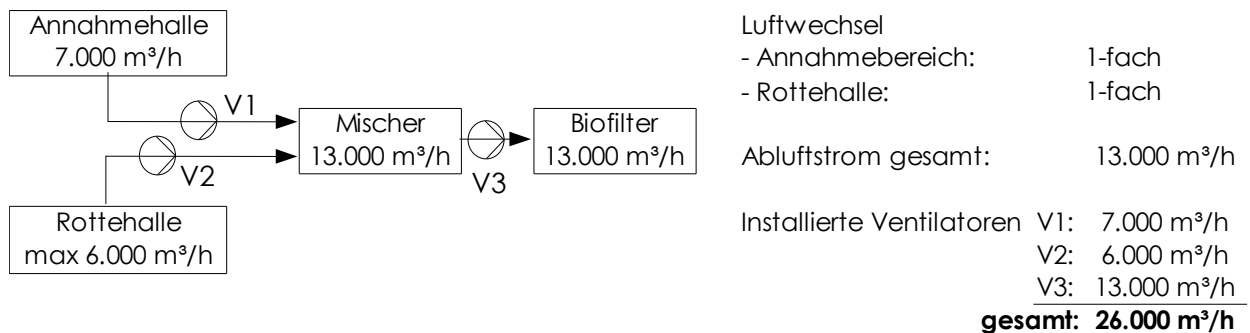 Annahmehalle
7.000 m³/h
V1
Mischer
13.000 m³/h
Biofilter
13.000 m³/h
V2
V3
Rottehalle
max 6.000 m³/h
Luftwechsel
- Annahmebereich: 1-fach
- Rottehalle: 1-fach
Abluftstrom gesamt: 13.000 m³/h
Installierte Ventilatoren V1: 7.000 m³/h
V2: 6.000 m³/h
V3: 13.000 m³/h
gesamt: 26.000 m³/h